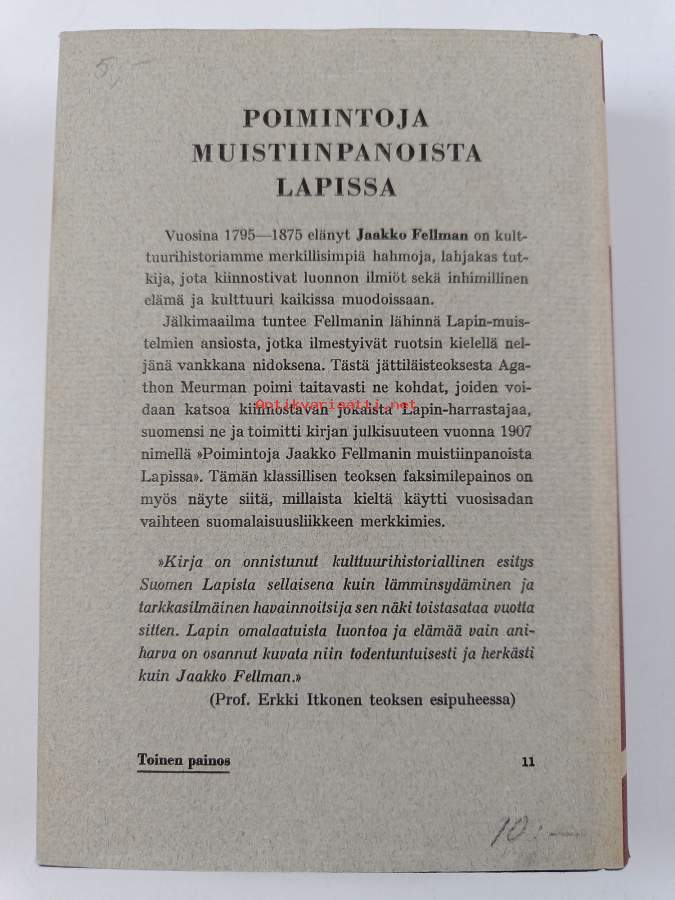 5,-
POIMINTOJA
MUISTIINPANOISTA
LAPISSA
Vuosina 1795—1875 elänyt Jaakko Fellman on kult-
tuurihistoriamme merkillisimpiä hahmoja, lahjakas tut-
kija, jota kiinnostivat luonnon ilmiöt sekä inhimillinen
elämä ja kulttuuri kaikissa muodoissaan.
Jälkimaailma tuntee Fellmanin lähinnä Lapin-muis-
telmien ansiosta, jotka ilmestyivät ruotsin kielellä nel-
jänä vankkana nidoksena. Tästä jättiläisteoksesta Aga-
thon Meurman poimi taitavasti ne kohdat, joiden voi-
daan katsoa kiinnostavan jokaista Lapin-harrastajaa,
Antikvariaatti.net
suomensi ne ja toimitti kirjan julkisuuteen vuonna 1907
nimellä »Poimintoja Jaakko Fellmanin muistiinpanoista
Lapissa». Tämän klassillisen teoksen faksimilepainos on
myös näyte siitä, millaista kieltä käytti vuosisadan
vaihteen suomalaisuusliikkeen merkkimies.
»Kirja on onnistunut kulttuurihistoriallinen esitys
Suomen Lapista sellaisena kuin lämminsydäminen ja
tarkkasilmäinen havainnoitsija sen näki toistasataa vuotta
sitten. Lapin omalaatuista luontoa ja elämää vain ani-
harva on osannut kuvata niin todentuntuisesti ja herkästi
kuin Jaakko Fellman.»
(Prof. Erkki Itkonen teoksen esipuheessa)
Toinen painos 11
10:-